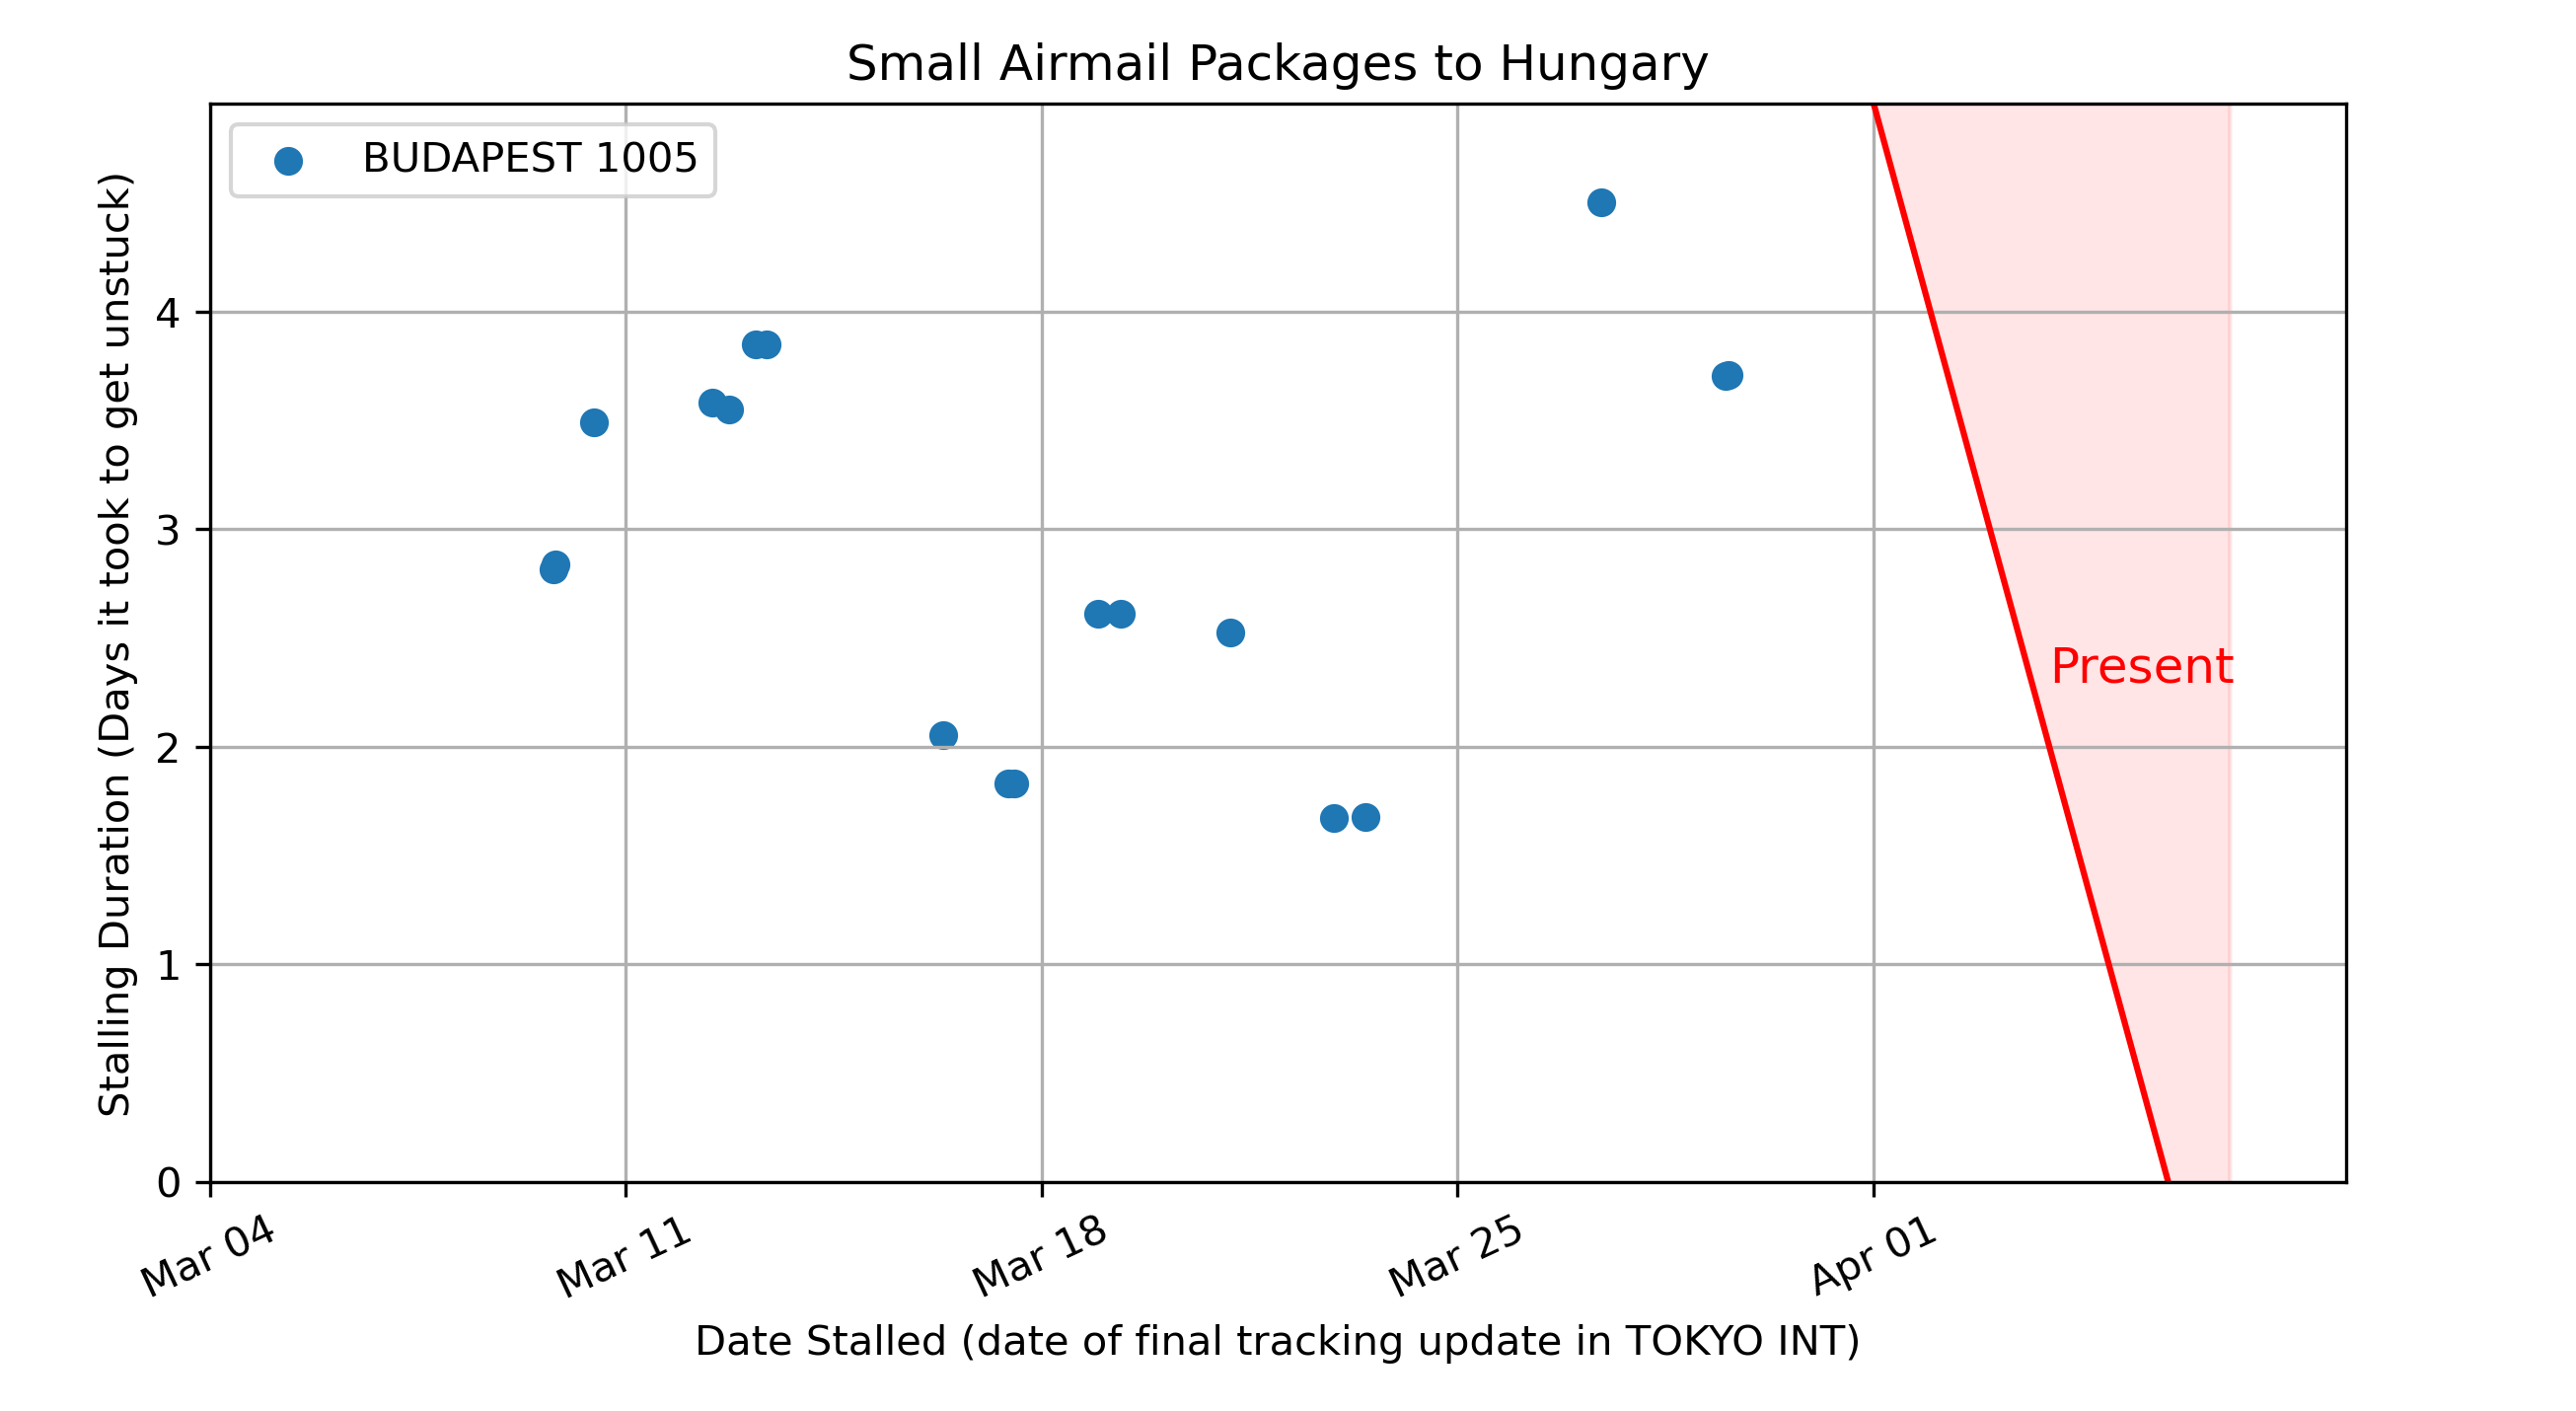 Small Airmail Packages to Hungary
BUDAPEST 1005
Stalling Duration (Days it took to get unstuck)
4
3
2
1
0
Present
Mar 04
Mar 11
Mar 18
Mar 25
Apr 01
Date Stalled (date of final tracking update in TOKYO INT)